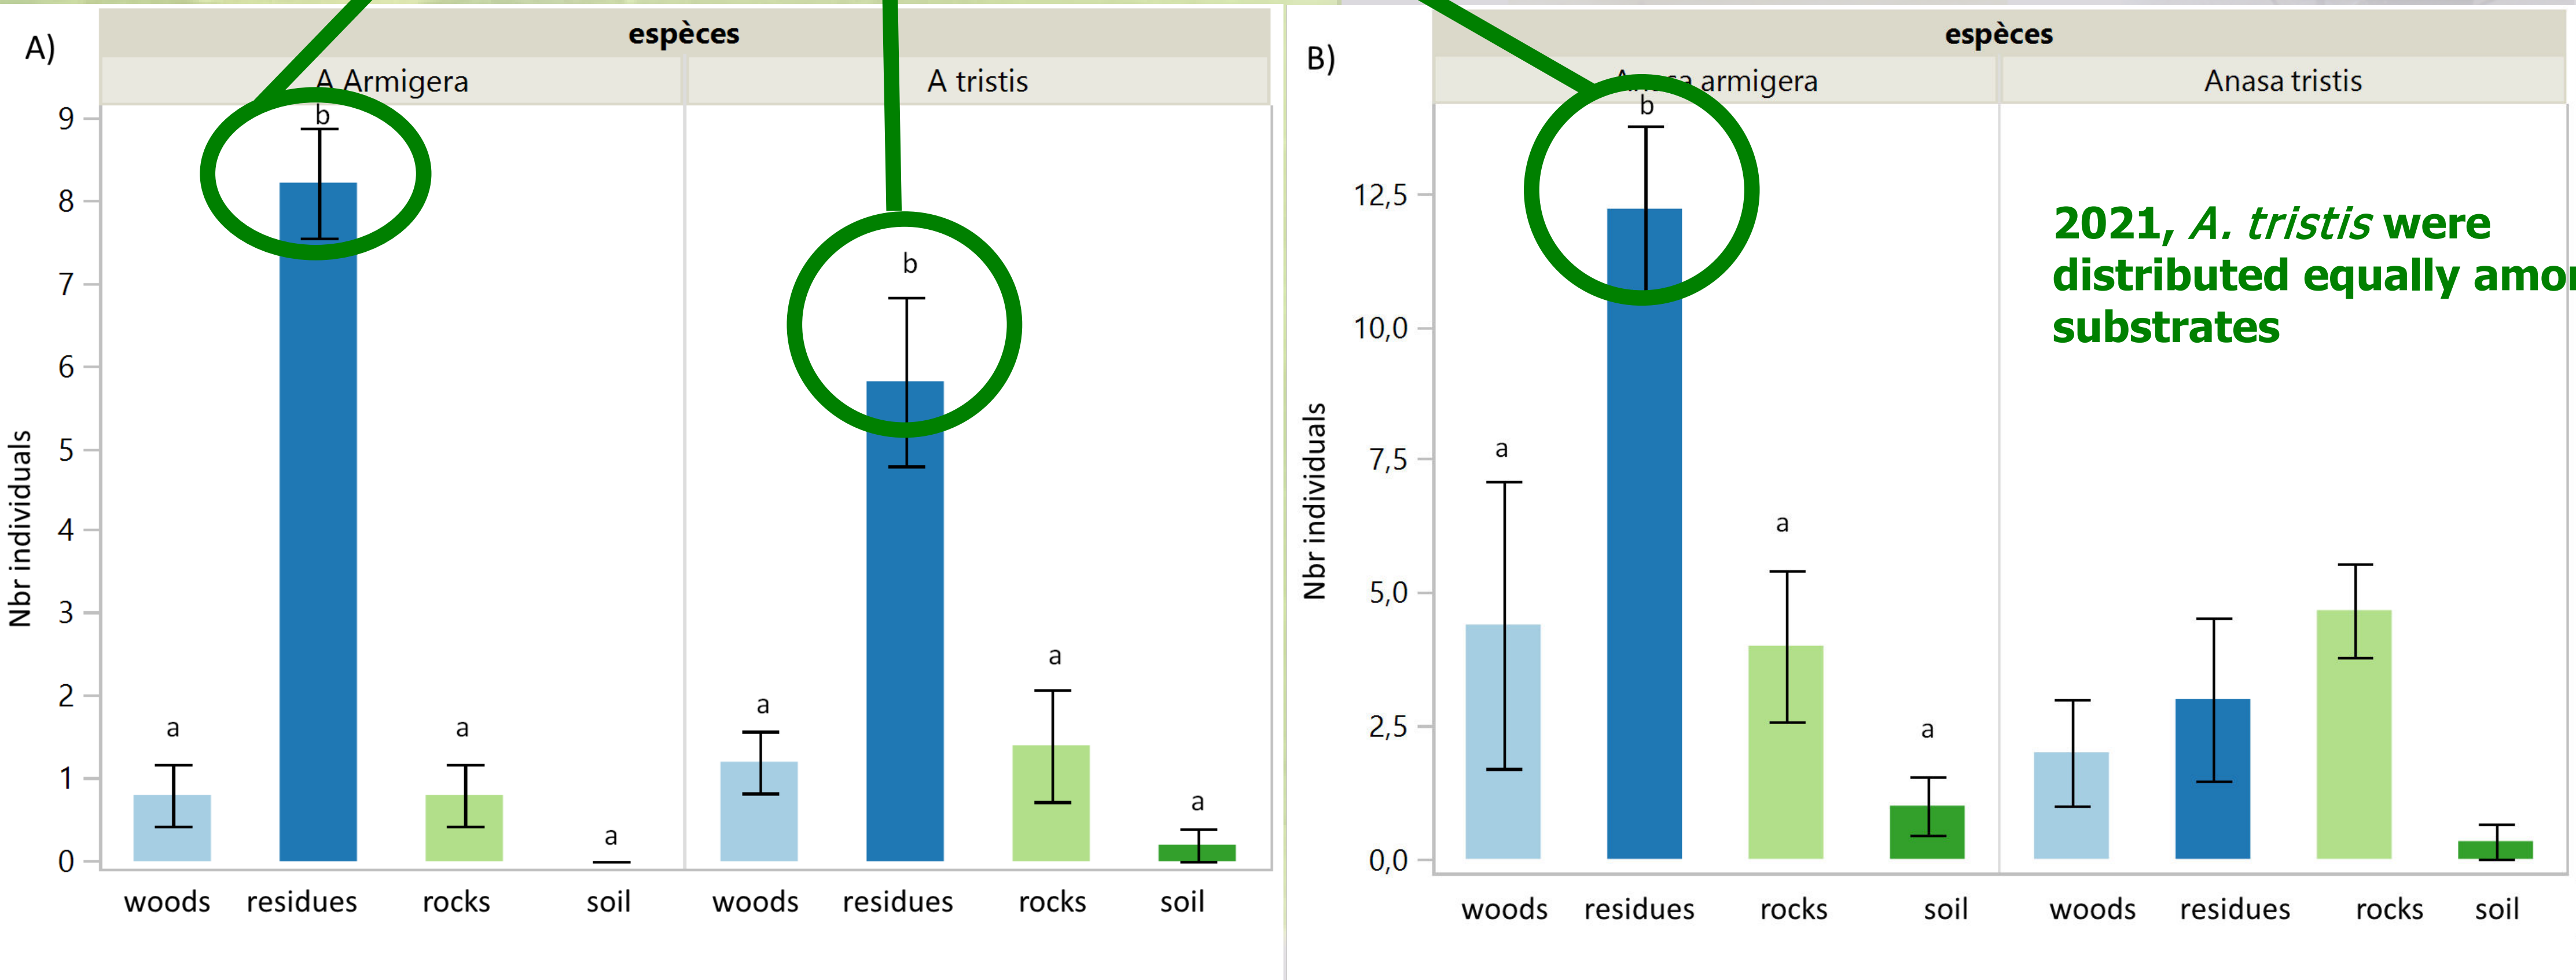 A)
espèces
A Armigera
A tristis
9
8
7
6
5
4
3
2
1
0
Nbr individuals
b
b
a
a
a
a
a
a
woods residues rocks soil woods residues rocks soil
B)
espèces
Anasa armigera
Anasa tristis
12,5
10,0
7,5
5,0
2,5
0,0
Nbr individuals
b
a
a
a
2021, A. tristis were
distributed equally
substrates
woods residues rocks soil woods residues rocks soil